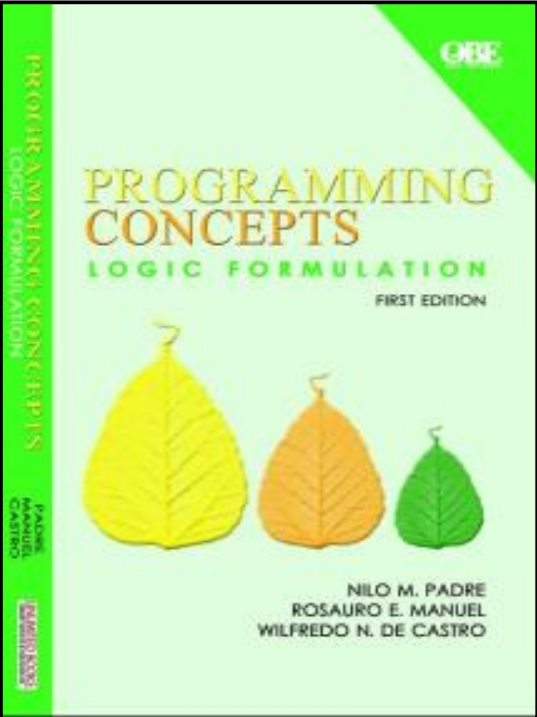 OBE
PROGRAMMING
CONCEPTS
LOGIC FORMULATION
FIRST EDITION
NILO M. PADRE
ROSAURO E. MANUEL
WILFREDO N. DE CASTRO
PROGRAMMING CONCEPTS
LOGIC FORMULATION
PADRE
MANUEL
CASTRO